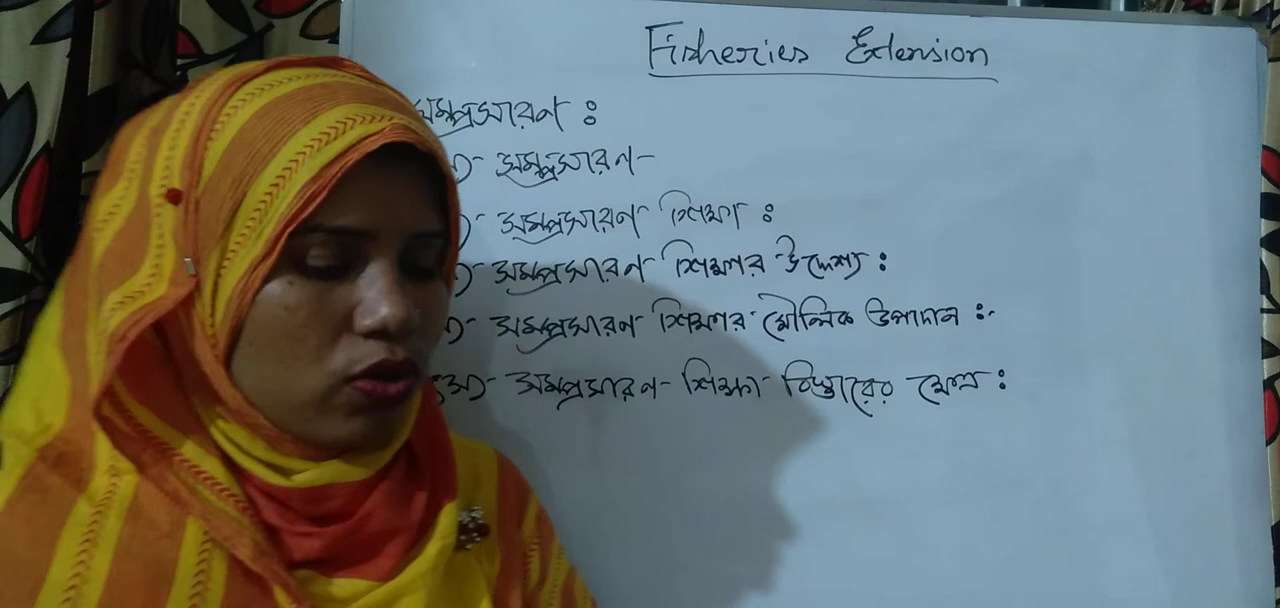 Fisheries Extension
সম্প্রসারণ :
সম্প্রসারণ-
সম্প্রসারণ শিক্ষা :
সম্প্রসারণ শিক্ষার উদ্দেশ্য :
সম্প্রসারণ শিক্ষার মৌলিক উপাদান :-
সম্প্রসারণ শিক্ষা বিস্তারের ক্ষেত্র :